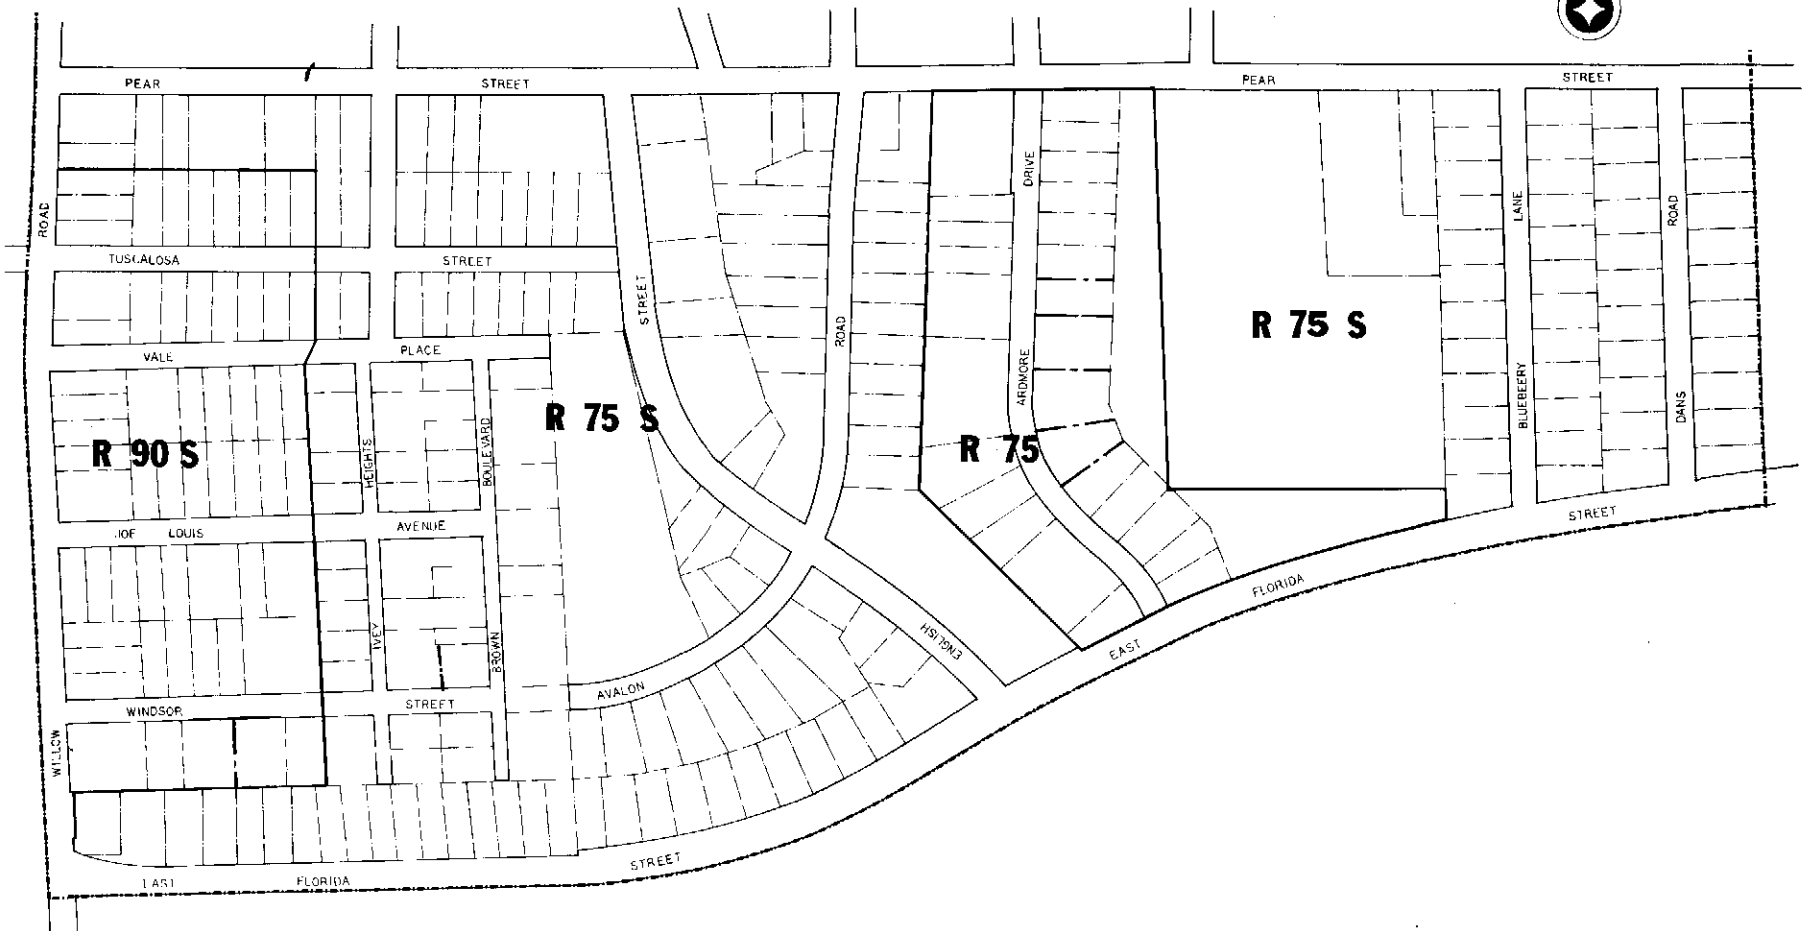 PEAR STREET PEAR STREET
DRIVE
ROAD LANE ROAD
TUSCALOSA STREET
STREET
R 75 S
ROAD
VALE PLACE
ARDMORE
BLUEBEERY
DANS
R 75 S
R 90 S
HEIGHTS
BOULEVARD
R 75
JOE LOUIS AVENUE
STREET
FLORIDA
IVEY
BROWN
ENGLISH
EAST
AVALON
WINDSOR STREET
WILLOW
STREET
EAST FLORIDA